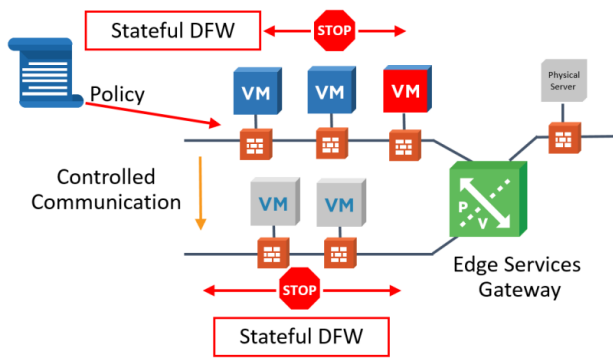 Stateful DFW
STOP
Physical
Server
Policy
VM
VM
VM
Controlled
Communication
VM
VM
P
V
Edge Services
Gateway
STOP
Stateful DFW